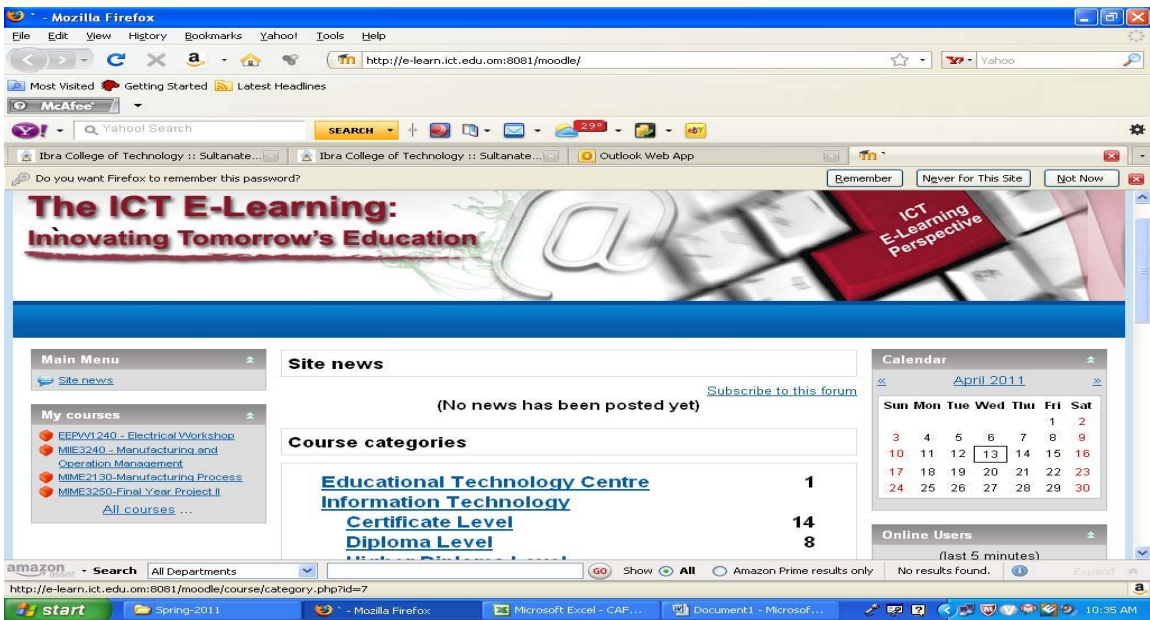 ` - Mozilla Firefox
File Edit View History Bookmarks Yahoo! Tools Help
http://e-learn.ict.edu.om:8081/moodle/
Yahoo
Most Visited Getting Started Latest Headlines
McAfee
Yahoo! Search SEARCH 29° eBY
Ibra College of Technology :: Sultanate... Ibra College of Technology :: Sultanate... Outlook Web App `
Do you want Firefox to remember this password? Remember Never for This Site Not Now
The ICT E-Learning:
Innovating Tomorrow's Education
ICT
E-Learning
Perspective
Main Menu
Site news
My courses
EEPW1240 - Electrical Workshop
MIIE3240 - Manufacturing and
Operation Management
MIME2130-Manufacturing Process
MIME3250-Final Year Project II
All courses ...
Site news
Subscribe to this forum
(No news has been posted yet)
Course categories
Educational Technology Centre 1
Information Technology
Certificate Level 14
Diploma Level 8
Higher Diploma Level
Calendar
« April 2011 »
Sun Mon Tue Wed Thu Fri Sat
1 2
3 4 5 6 7 8 9
10 11 12 13 14 15 16
17 18 19 20 21 22 23
24 25 26 27 28 29 30
Online Users
(last 5 minutes)
amazon Search All Departments GO Show All Amazon Prime results only No results found. Expand
http://e-learn.ict.edu.om:8081/moodle/course/category.php?id=7
start Spring-2011 ` - Mozilla Firefox Microsoft Excel - CAF... Document1 - Microsof... 10:35 AM